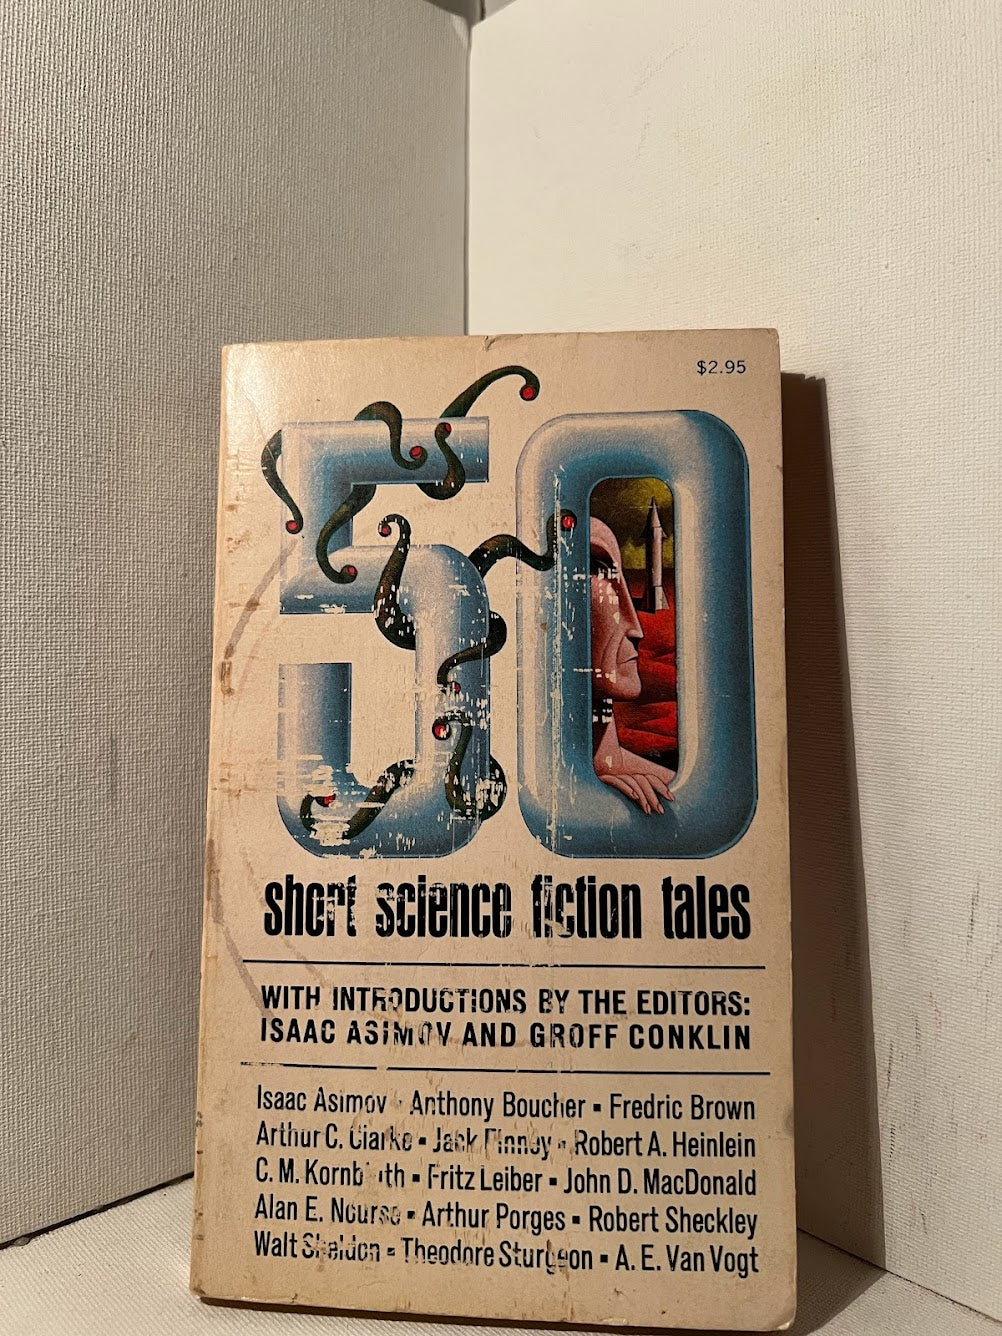 $2.95
50
short science fiction tales
WITH INTRODUCTIONS BY THE EDITORS:
ISAAC ASIMOV AND GROFF CONKLIN
Isaac Asimov ▪ Anthony Boucher ▪ Fredric Brown
Arthur C. Clarke ▪ Jack Finney ▪ Robert A. Heinlein
C. M. Kornbluth ▪ Fritz Leiber ▪ John D. MacDonald
Alan E. Nourse ▪ Arthur Porges ▪ Robert Sheckley
Walt Sheldon ▪ Theodore Sturgeon ▪ A. E. Van Vogt